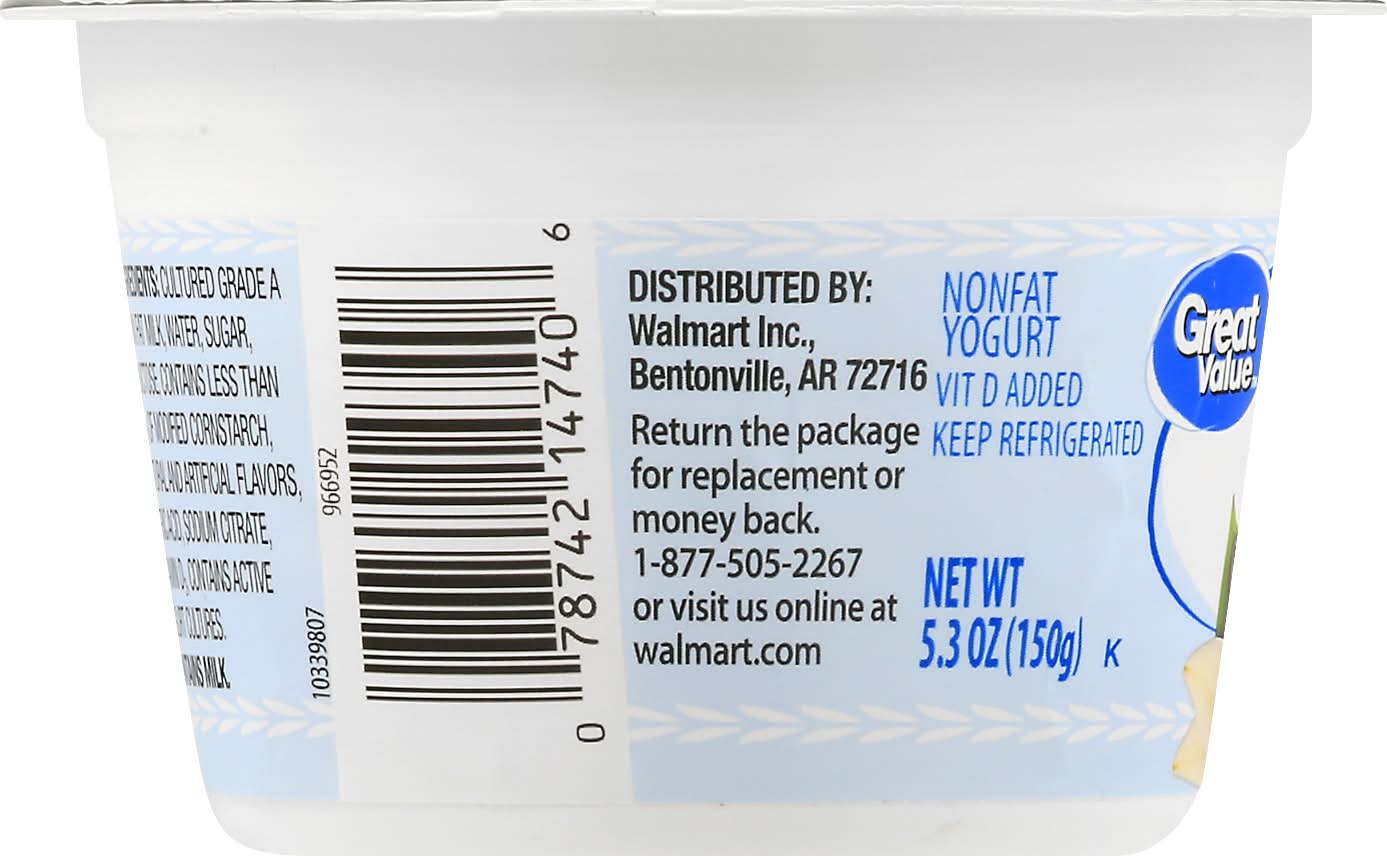 CULTURED GRADE A
MILK, WATER, SUGAR,
CONTAINS LESS THAN
MODIFIED CORNSTARCH,
AND ARTIFICIAL FLAVORS,
ACID, SODIUM CITRATE,
D₃, CONTAINS ACTIVE
CULTURES.
MILK.
10339807
966952
0 78742 14740 6
DISTRIBUTED BY:
Walmart Inc.,
Bentonville, AR 72716
Return the package
for replacement or
money back.
1-877-505-2267
or visit us online at
walmart.com
NONFAT
YOGURT
VIT D ADDED
KEEP REFRIGERATED
NET WT
5.3 OZ (150g) K
Great
Value